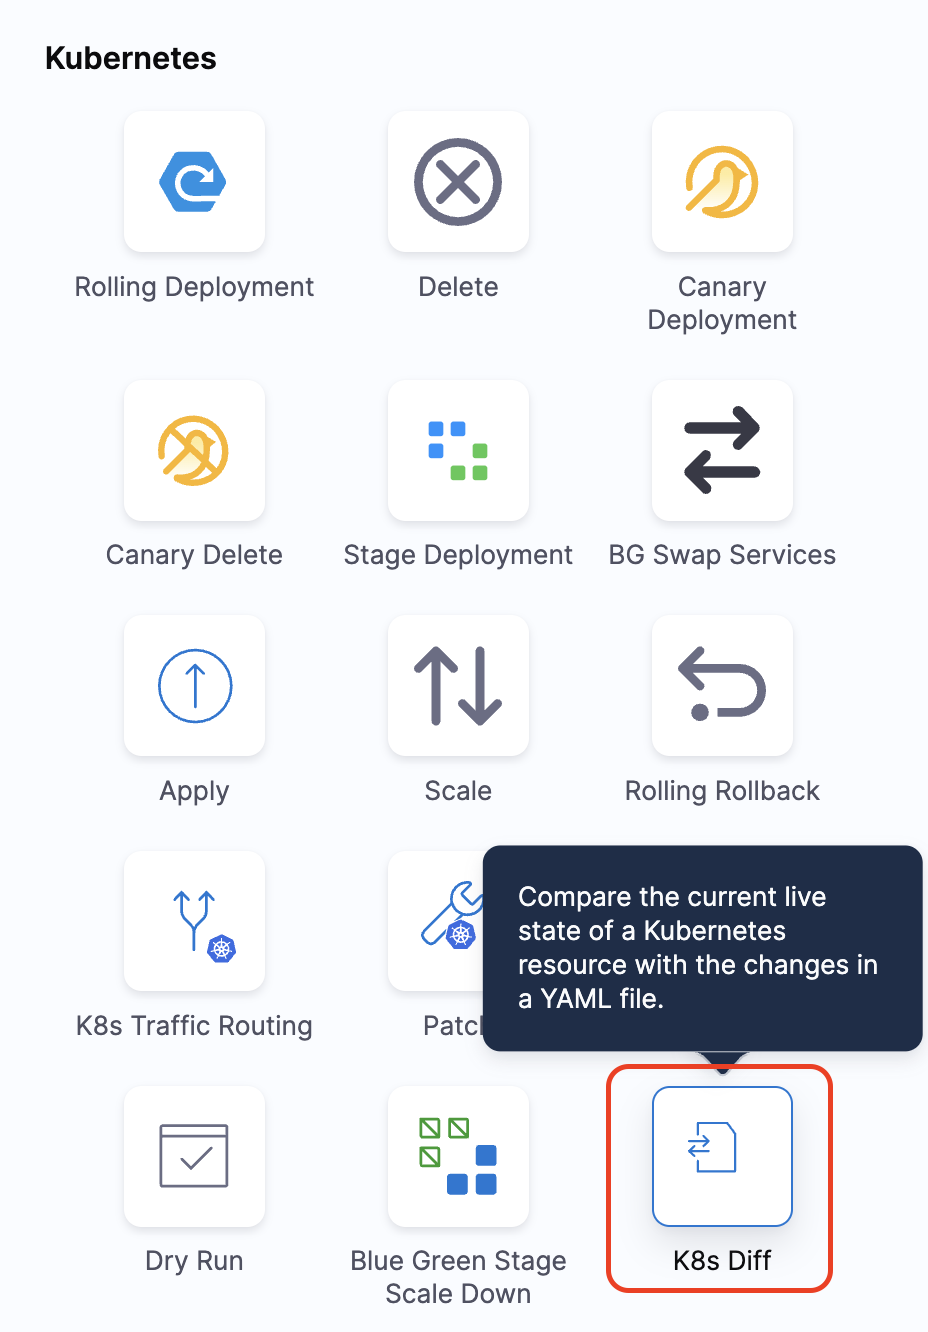 Kubernetes
Rolling Deployment
Delete
Canary
Deployment
Canary Delete
Stage Deployment
BG Swap Services
Apply
Scale
Rolling Rollback
K8s Traffic Routing
Compare the current live
state of a Kubernetes
resource with the changes in
a YAML file.
Dry Run
Blue Green Stage
Scale Down
K8s Diff